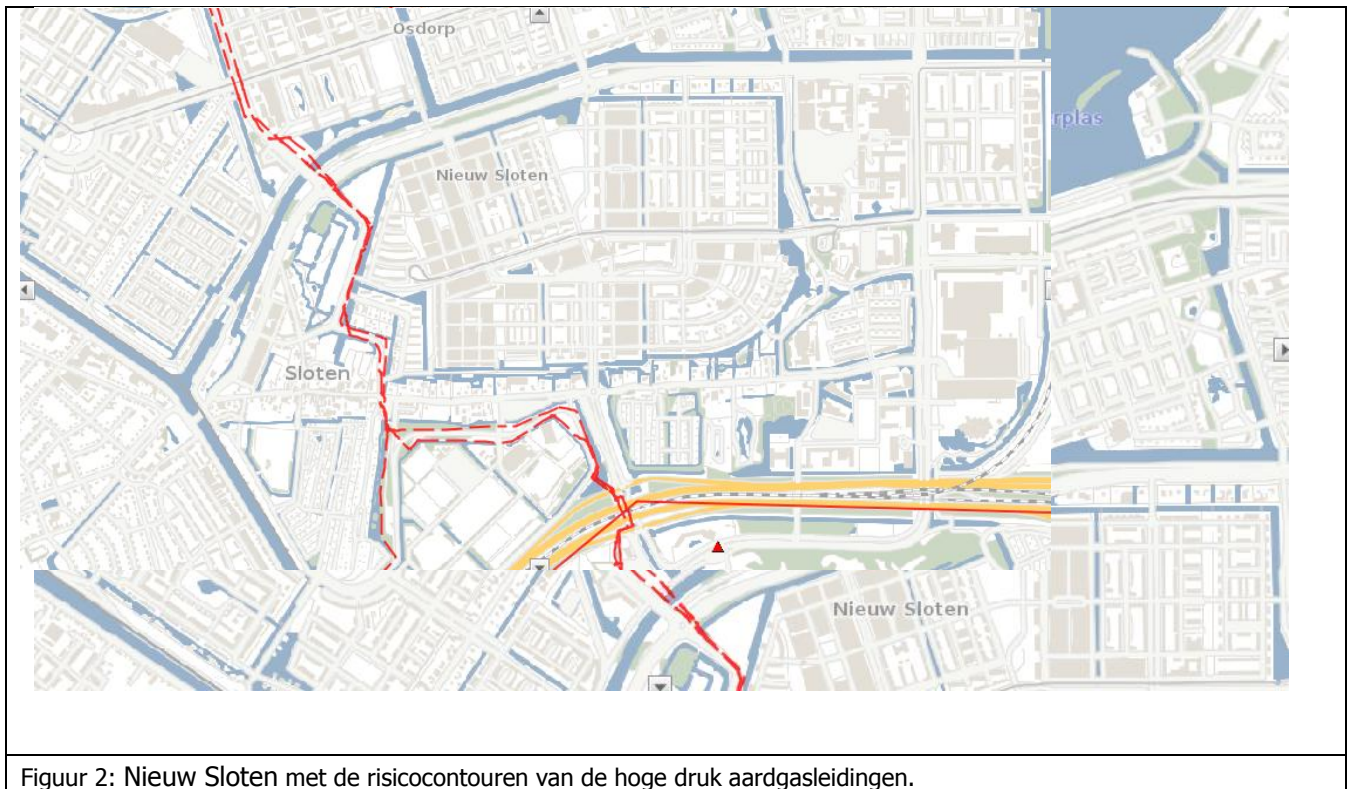 Osdorp
rplas
Nieuw Sloten
Sloten
Nieuw Sloten
Figuur 2: Nieuw Sloten met de risicocontouren van de hoge druk aardgasleidingen.